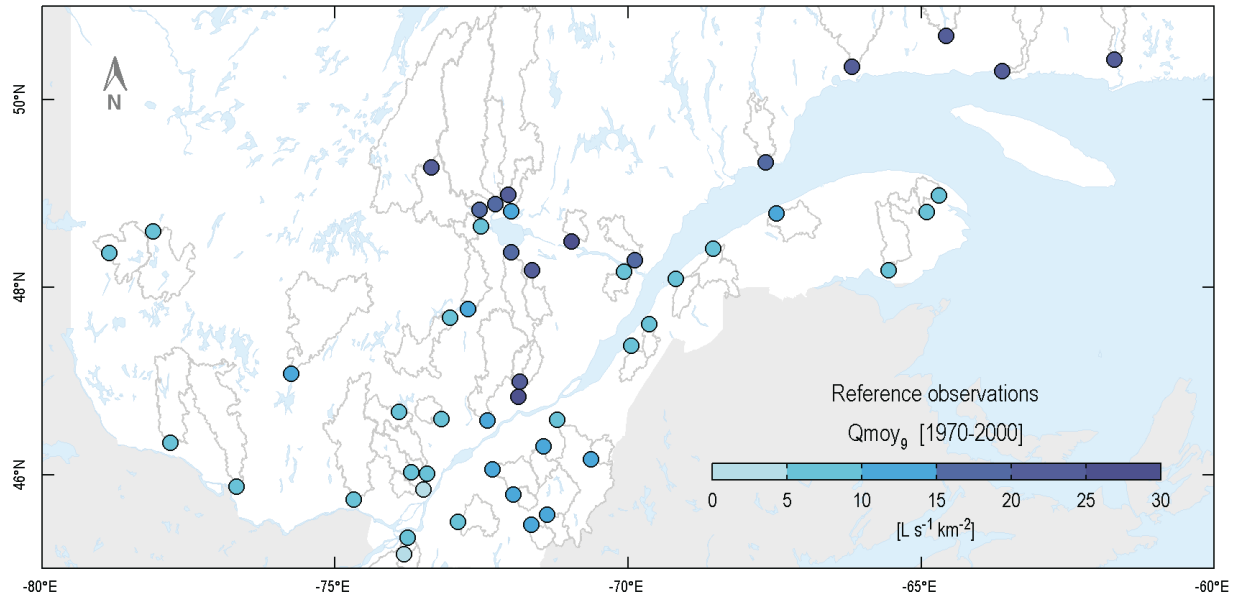 N
50°N
48°N
46°N
Reference observations
Qmoy₉ [1970-2000]
0 5 10 15 20 25 30
[L s⁻¹ km⁻²]
-80°E -75°E -70°E -65°E -60°E